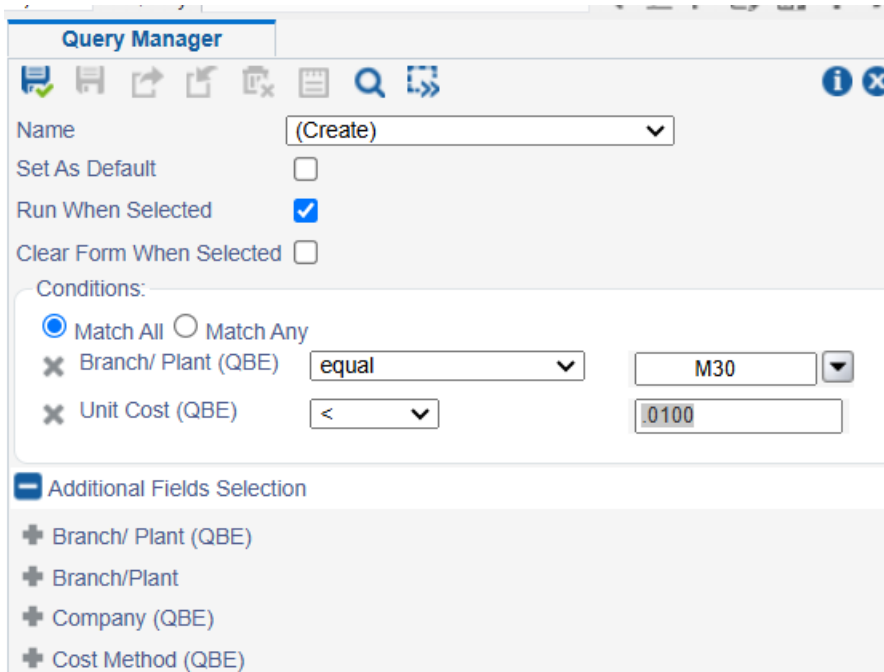 Query Manager
Name (Create)
Set As Default
Run When Selected
Clear Form When Selected
Conditions:
Match All Match Any
Branch/ Plant (QBE) equal M30
Unit Cost (QBE) < .0100
Additional Fields Selection
Branch/ Plant (QBE)
Branch/Plant
Company (QBE)
Cost Method (QBE)